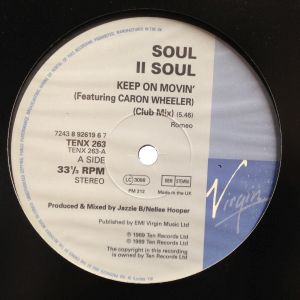 SOUL
II SOUL
KEEP ON MOVIN'
(Featuring CARON WHEELER)
(Club Mix) (5.46)
Romeo
7243 8 92619 6 7
TENX 263
TENX 263-A
A SIDE
33⅓ RPM
STEREO
LC 3098
BIEM STEMRA
PM 212
Made in the UK
Virgin
Produced & Mixed by Jazzie B/Nellee Hooper
Published by EMI Virgin Music Ltd
℗ 1989 Ten Records Ltd
© 1989 Ten Records Ltd
The copyright in this recording
is owned by Ten Records Ltd